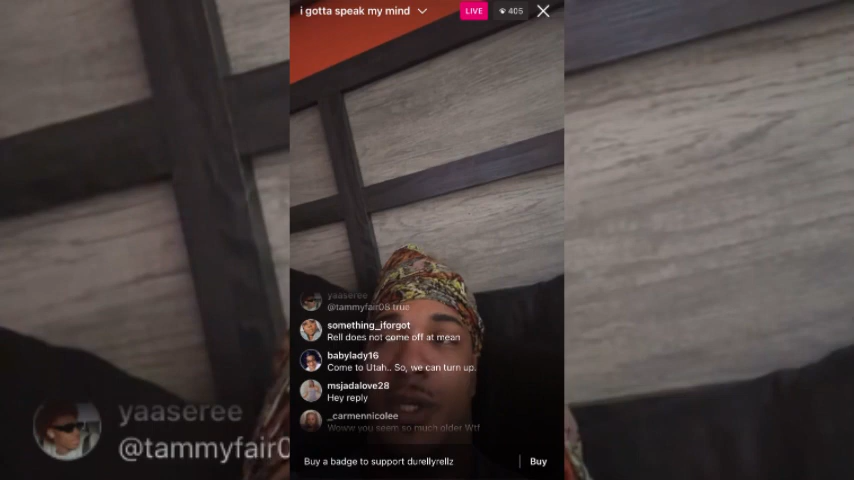 i gotta speak my mind
LIVE
405
yaaseree
@tammyfair08 true
something_iforgot
Rell does not come off at mean
babylady16
Come to Utah.. So, we can turn up.
msjadalove28
Hey reply
_carmennicolee
Woww you seem so much older Wtf
Buy a badge to support durellyrellz
Buy
yaaseree
@tammyfair0